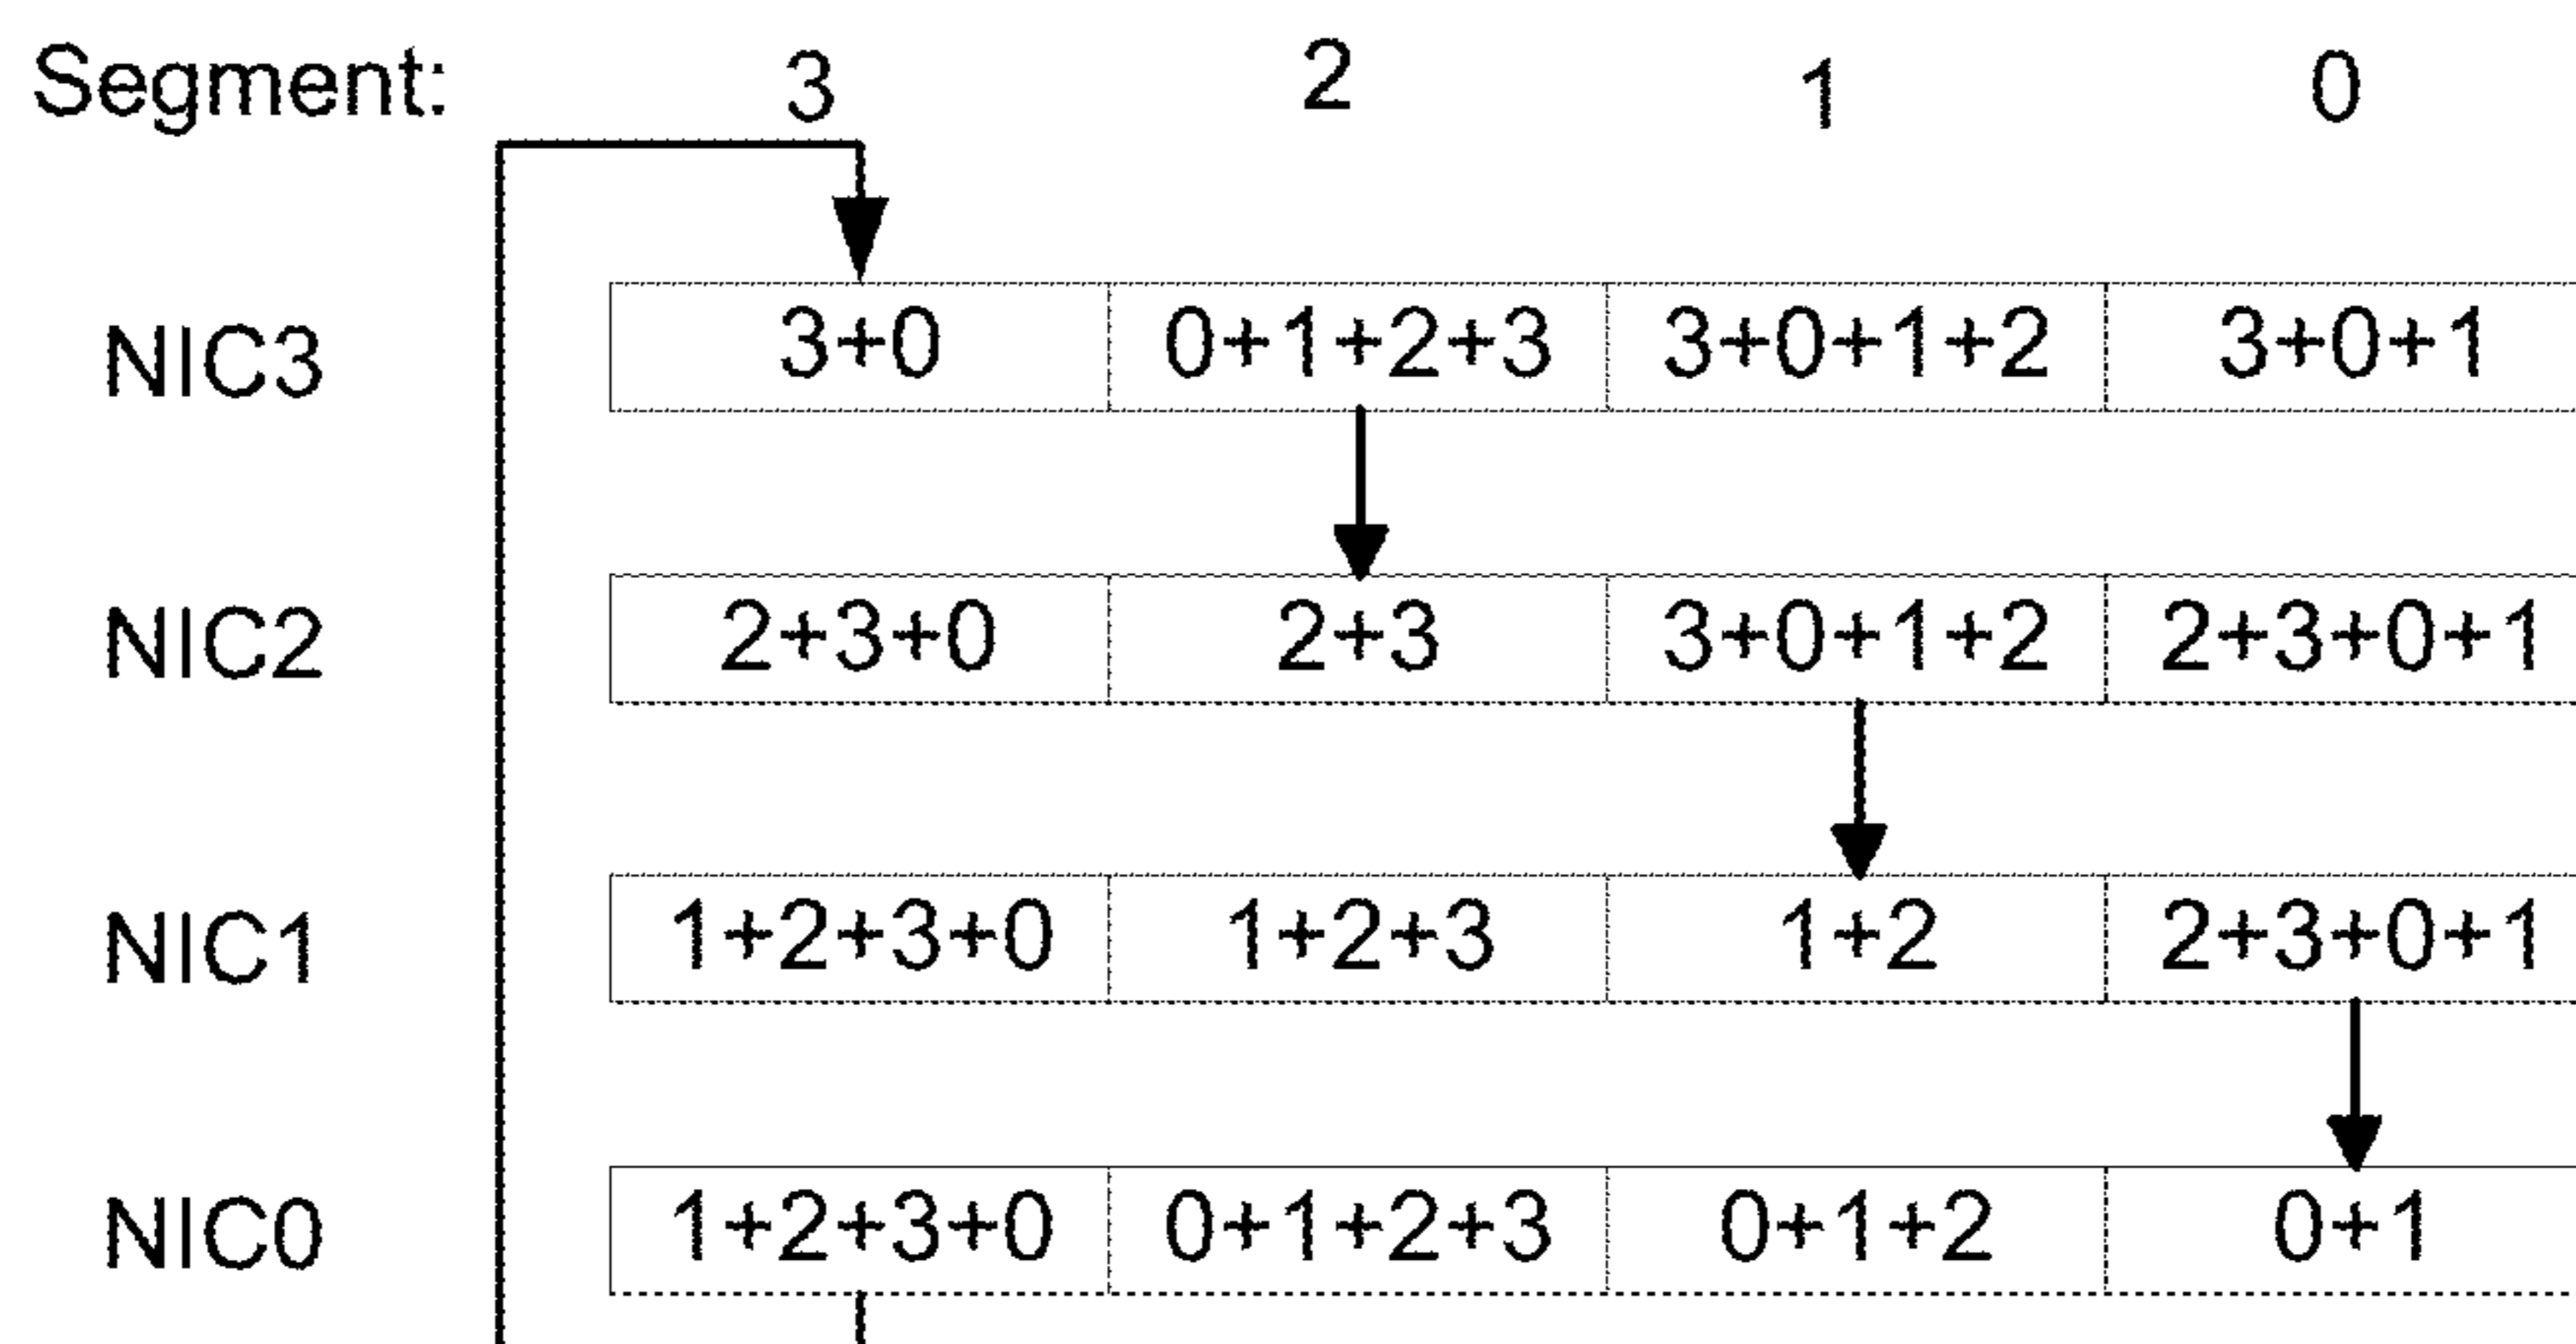 Segment: 3 2 1 0
NIC3 3+0 0+1+2+3 3+0+1+2 3+0+1
NIC2 2+3+0 2+3 3+0+1+2 2+3+0+1
NIC1 1+2+3+0 1+2+3 1+2 2+3+0+1
NIC0 1+2+3+0 0+1+2+3 0+1+2 0+1